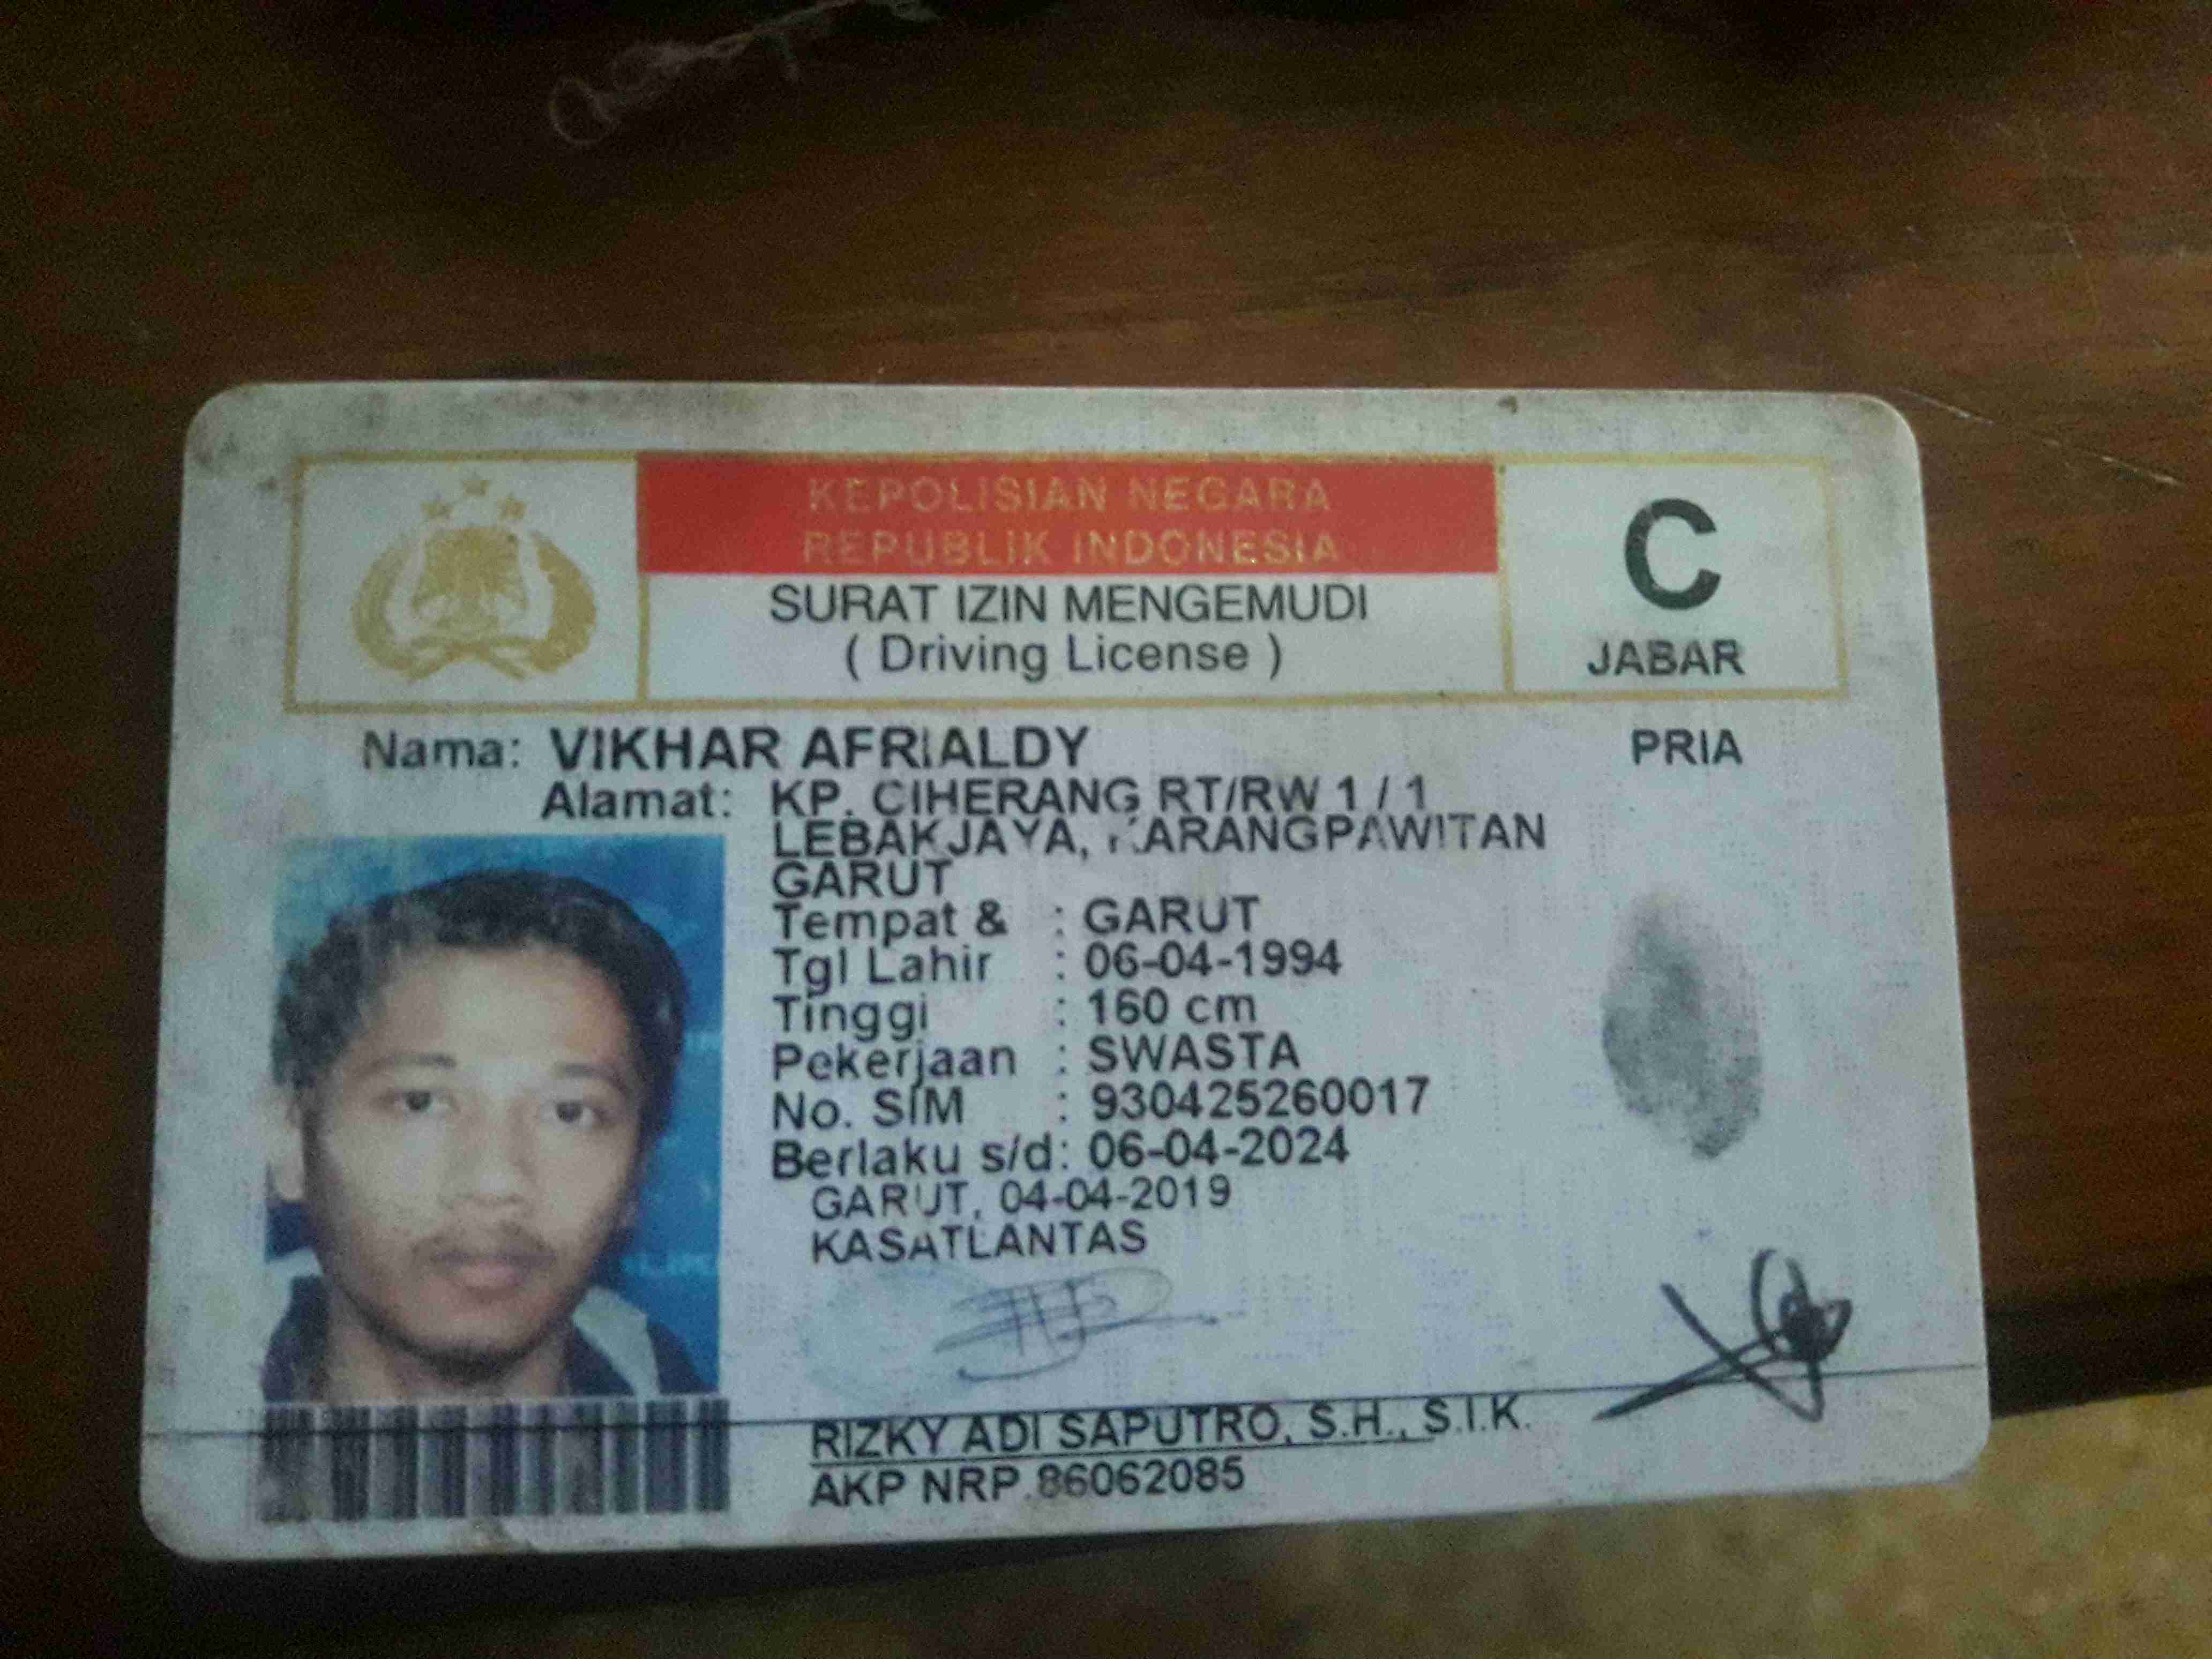 KEPOLISIAN NEGARA
REPUBLIK INDONESIA
SURAT IZIN MENGEMUDI
( Driving License )
C
JABAR
Nama: VIKHAR AFRIALDY
PRIA
Alamat: KP. CIHERANG RT/RW 1 / 1
LEBAKJAYA, KARANGPAWITAN
GARUT
Tempat & : GARUT
Tgl Lahir : 06-04-1994
Tinggi : 160 cm
Pekerjaan : SWASTA
No. SIM : 930425260017
Berlaku s/d: 06-04-2024
GARUT, 04-04-2019
KASATLANTAS
RIZKY ADI SAPUTRO, S.H., S.I.K.
AKP NRP.86062085